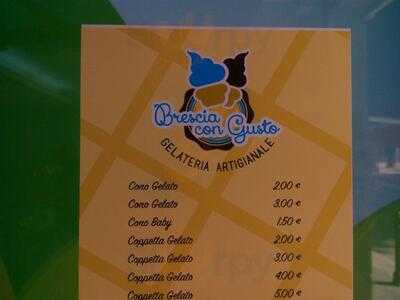 Brescia
con Gusto
GELATERIA ARTIGIANALE
Cono Gelato 2.00 €
Cono Gelato 3.00 €
Cono Baby 1.50 €
Coppetta Gelato 2.00 €
Coppetta Gelato 3.00 €
Coppetta Gelato 4.00 €
Coppetta Gelato 5.00 €